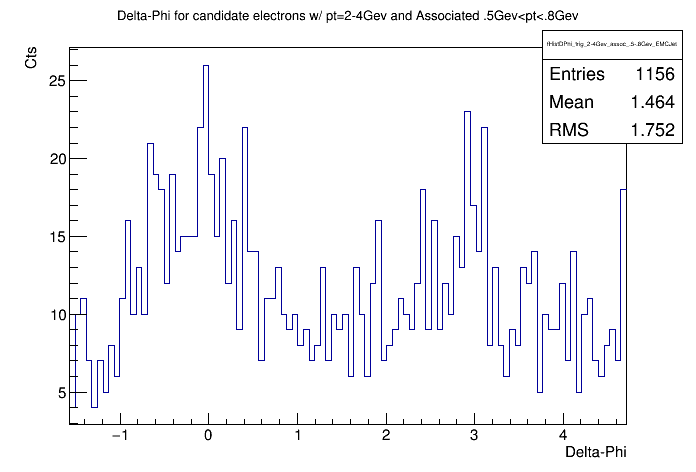 Delta-Phi for candidate electrons w/ pt=2-4Gev and Associated .5Gev<pt<.8Gev
Cts
fHistDPhi_trig_2-4Gev_assoc_.5-.8Gev_EMCJet
Entries 1156
Mean 1.464
RMS 1.752
25
20
15
10
5
−1 0 1 2 3 4
Delta-Phi